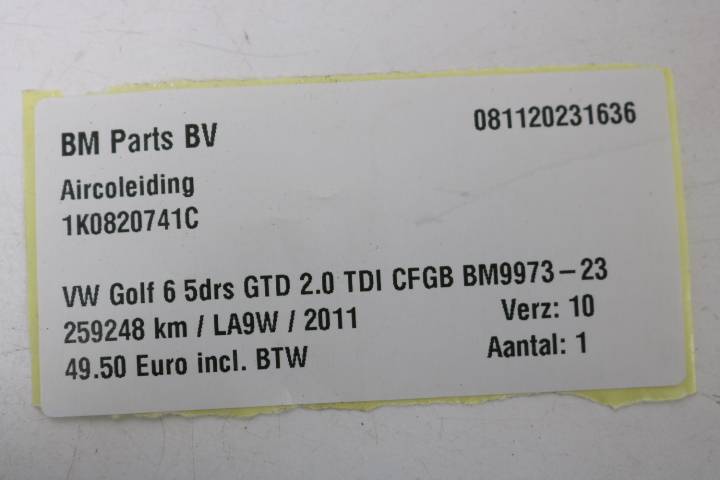 BM Parts BV
081120231636
Aircoleiding
1K0820741C
VW Golf 6 5drs GTD 2.0 TDI CFGB BM9973-23
259248 km / LA9W / 2011
Verz: 10
49.50 Euro incl. BTW
Aantal: 1